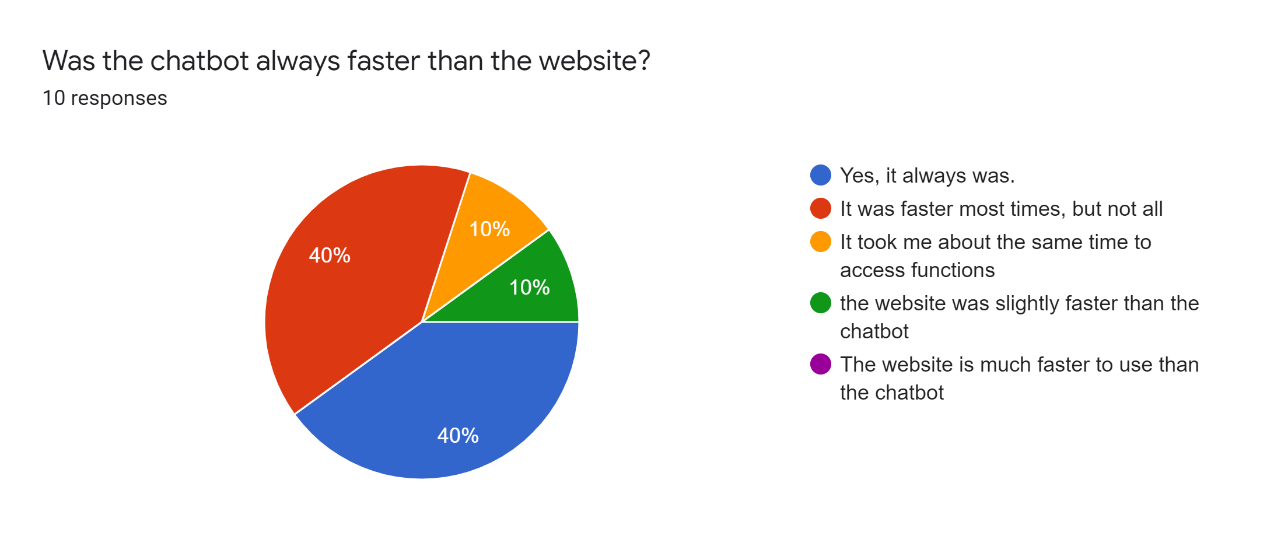 Was the chatbot always faster than the website?
10 responses
10%
40%
10%
40%
Yes, it always was.
It was faster most times, but not all
It took me about the same time to
access functions
the website was slightly faster than the
chatbot
The website is much faster to use than
the chatbot